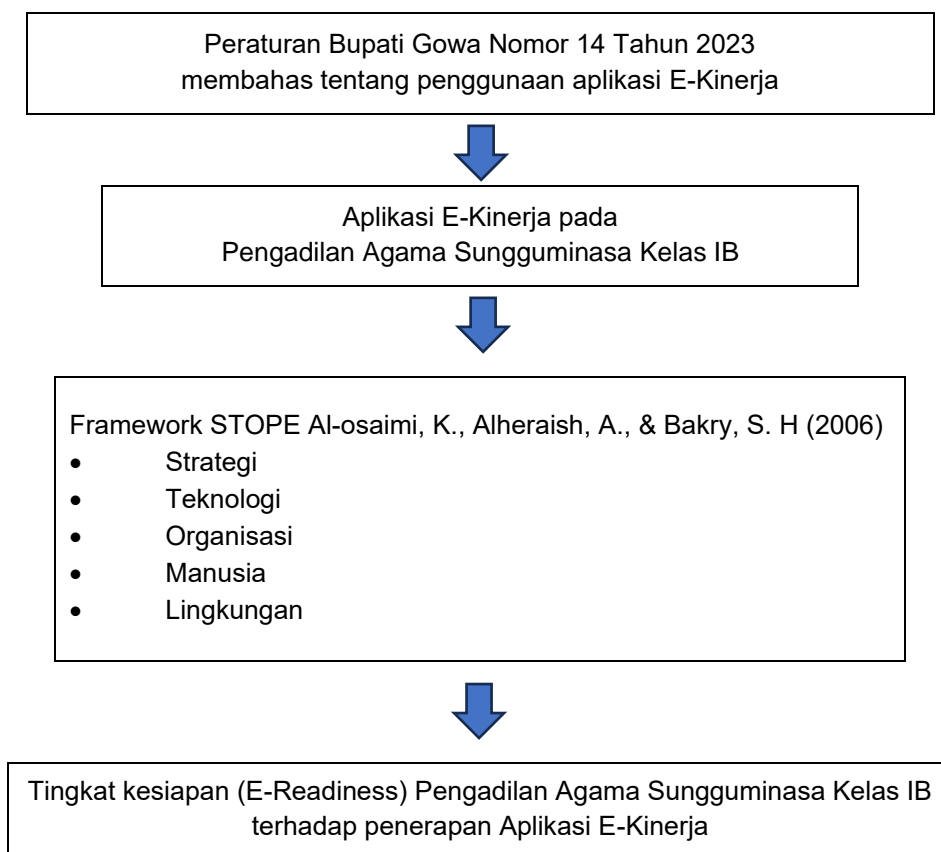 Peraturan Bupati Gowa Nomor 14 Tahun 2023
membahas tentang penggunaan aplikasi E-Kinerja
Aplikasi E-Kinerja pada
Pengadilan Agama Sungguminasa Kelas IB
Framework STOPE Al-osaimi, K., Alheraish, A., & Bakry, S. H (2006)
• Strategi
• Teknologi
• Organisasi
• Manusia
• Lingkungan
Tingkat kesiapan (E-Readiness) Pengadilan Agama Sungguminasa Kelas IB
terhadap penerapan Aplikasi E-Kinerja